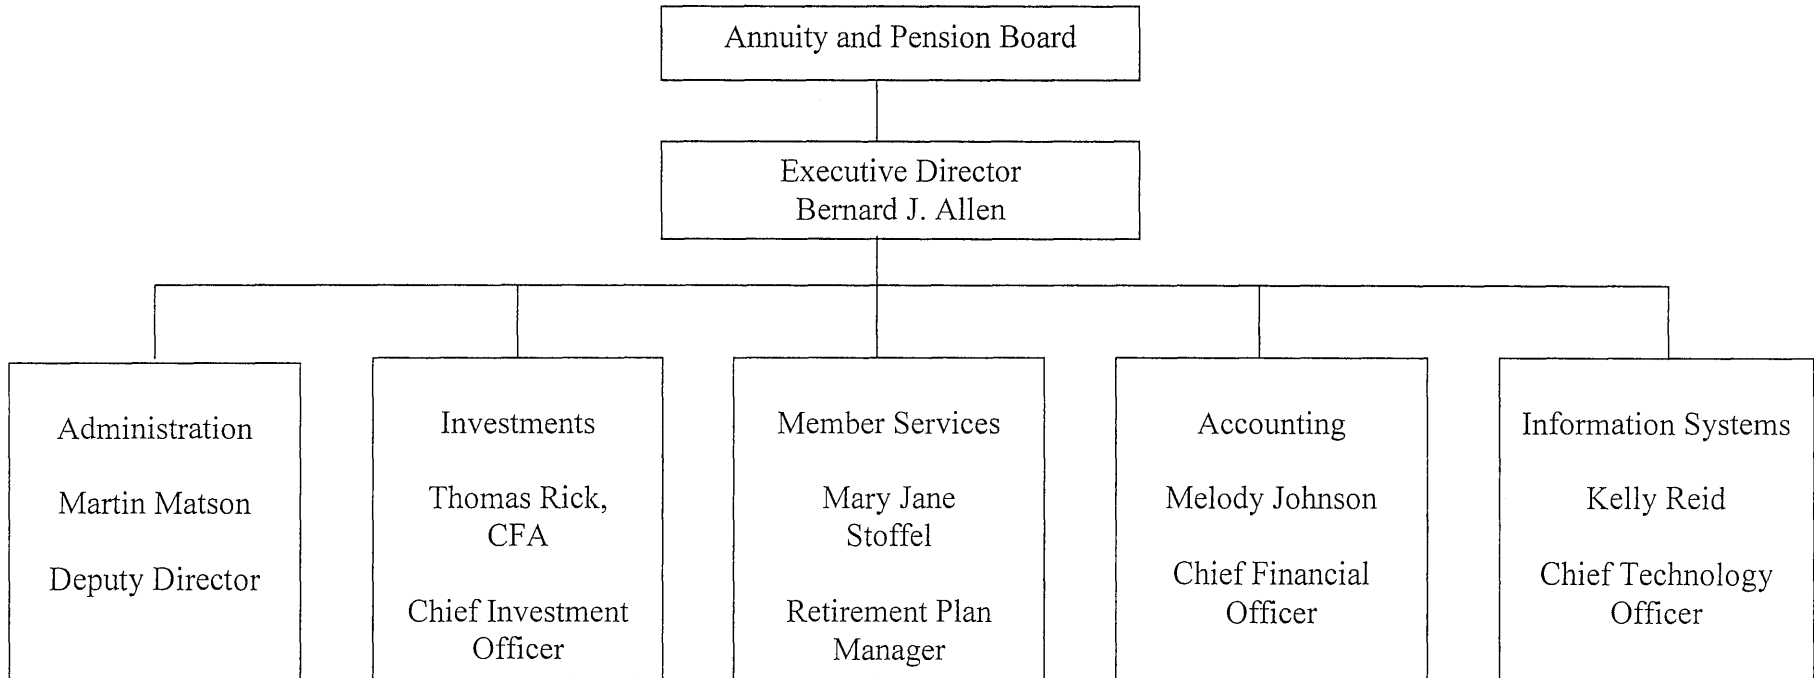 Annuity and Pension Board
Executive Director
Bernard J. Allen
Administration
Martin Matson
Deputy Director
Investments
Thomas Rick,
CFA
Chief Investment
Officer
Member Services
Mary Jane
Stoffel
Retirement Plan
Manager
Accounting
Melody Johnson
Chief Financial
Officer
Information Systems
Kelly Reid
Chief Technology
Officer